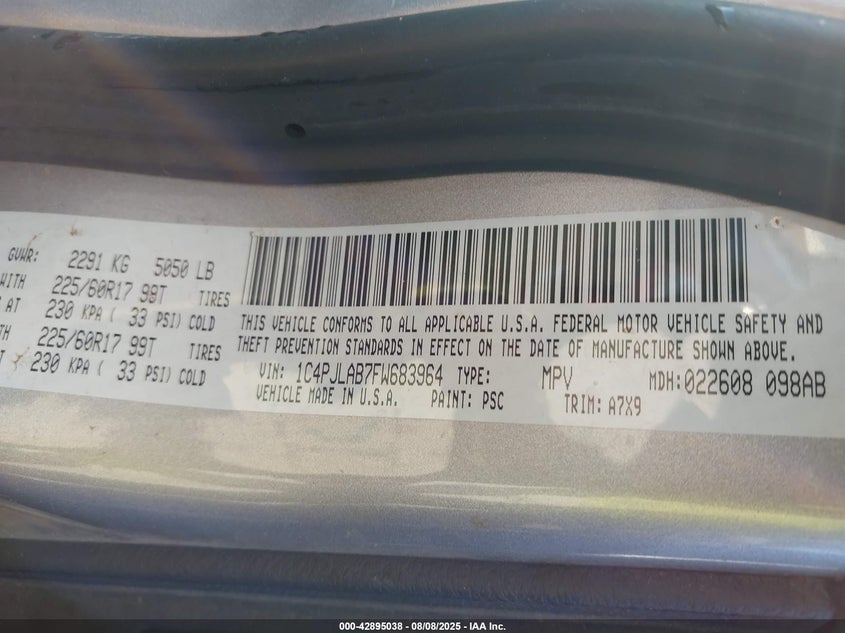 GVWR: 2291 KG 5050 LB
WITH 225/60R17 99T TIRES
AT 230 KPA ( 33 PSI) COLD
TH 225/60R17 99T TIRES
T 230 KPA ( 33 PSI) COLD
THIS VEHICLE CONFORMS TO ALL APPLICABLE U.S.A. FEDERAL MOTOR VEHICLE SAFETY AND
THEFT PREVENTION STANDARDS IN EFFECT ON THE DATE OF MANUFACTURE SHOWN ABOVE.
VIN: 1C4PJLAB7FW683964 TYPE: MPV MDH:022608 098AB
VEHICLE MADE IN U.S.A. PAINT: PSC TRIM: A7X9
000-42895038 - 08/08/2025 - IAA Inc.